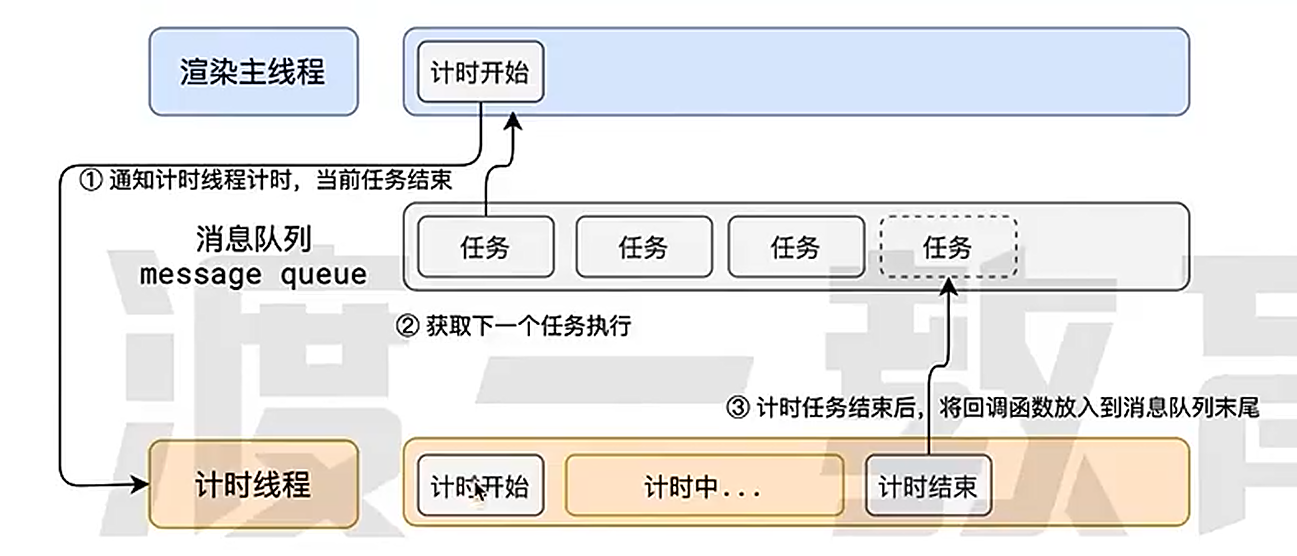 渲染主线程
计时开始
① 通知计时线程计时，当前任务结束
消息队列
message queue
任务
任务
任务
任务
② 获取下一个任务执行
③ 计时任务结束后，将回调函数放入到消息队列末尾
计时线程
计时开始
计时中...
计时结束
渡一教育